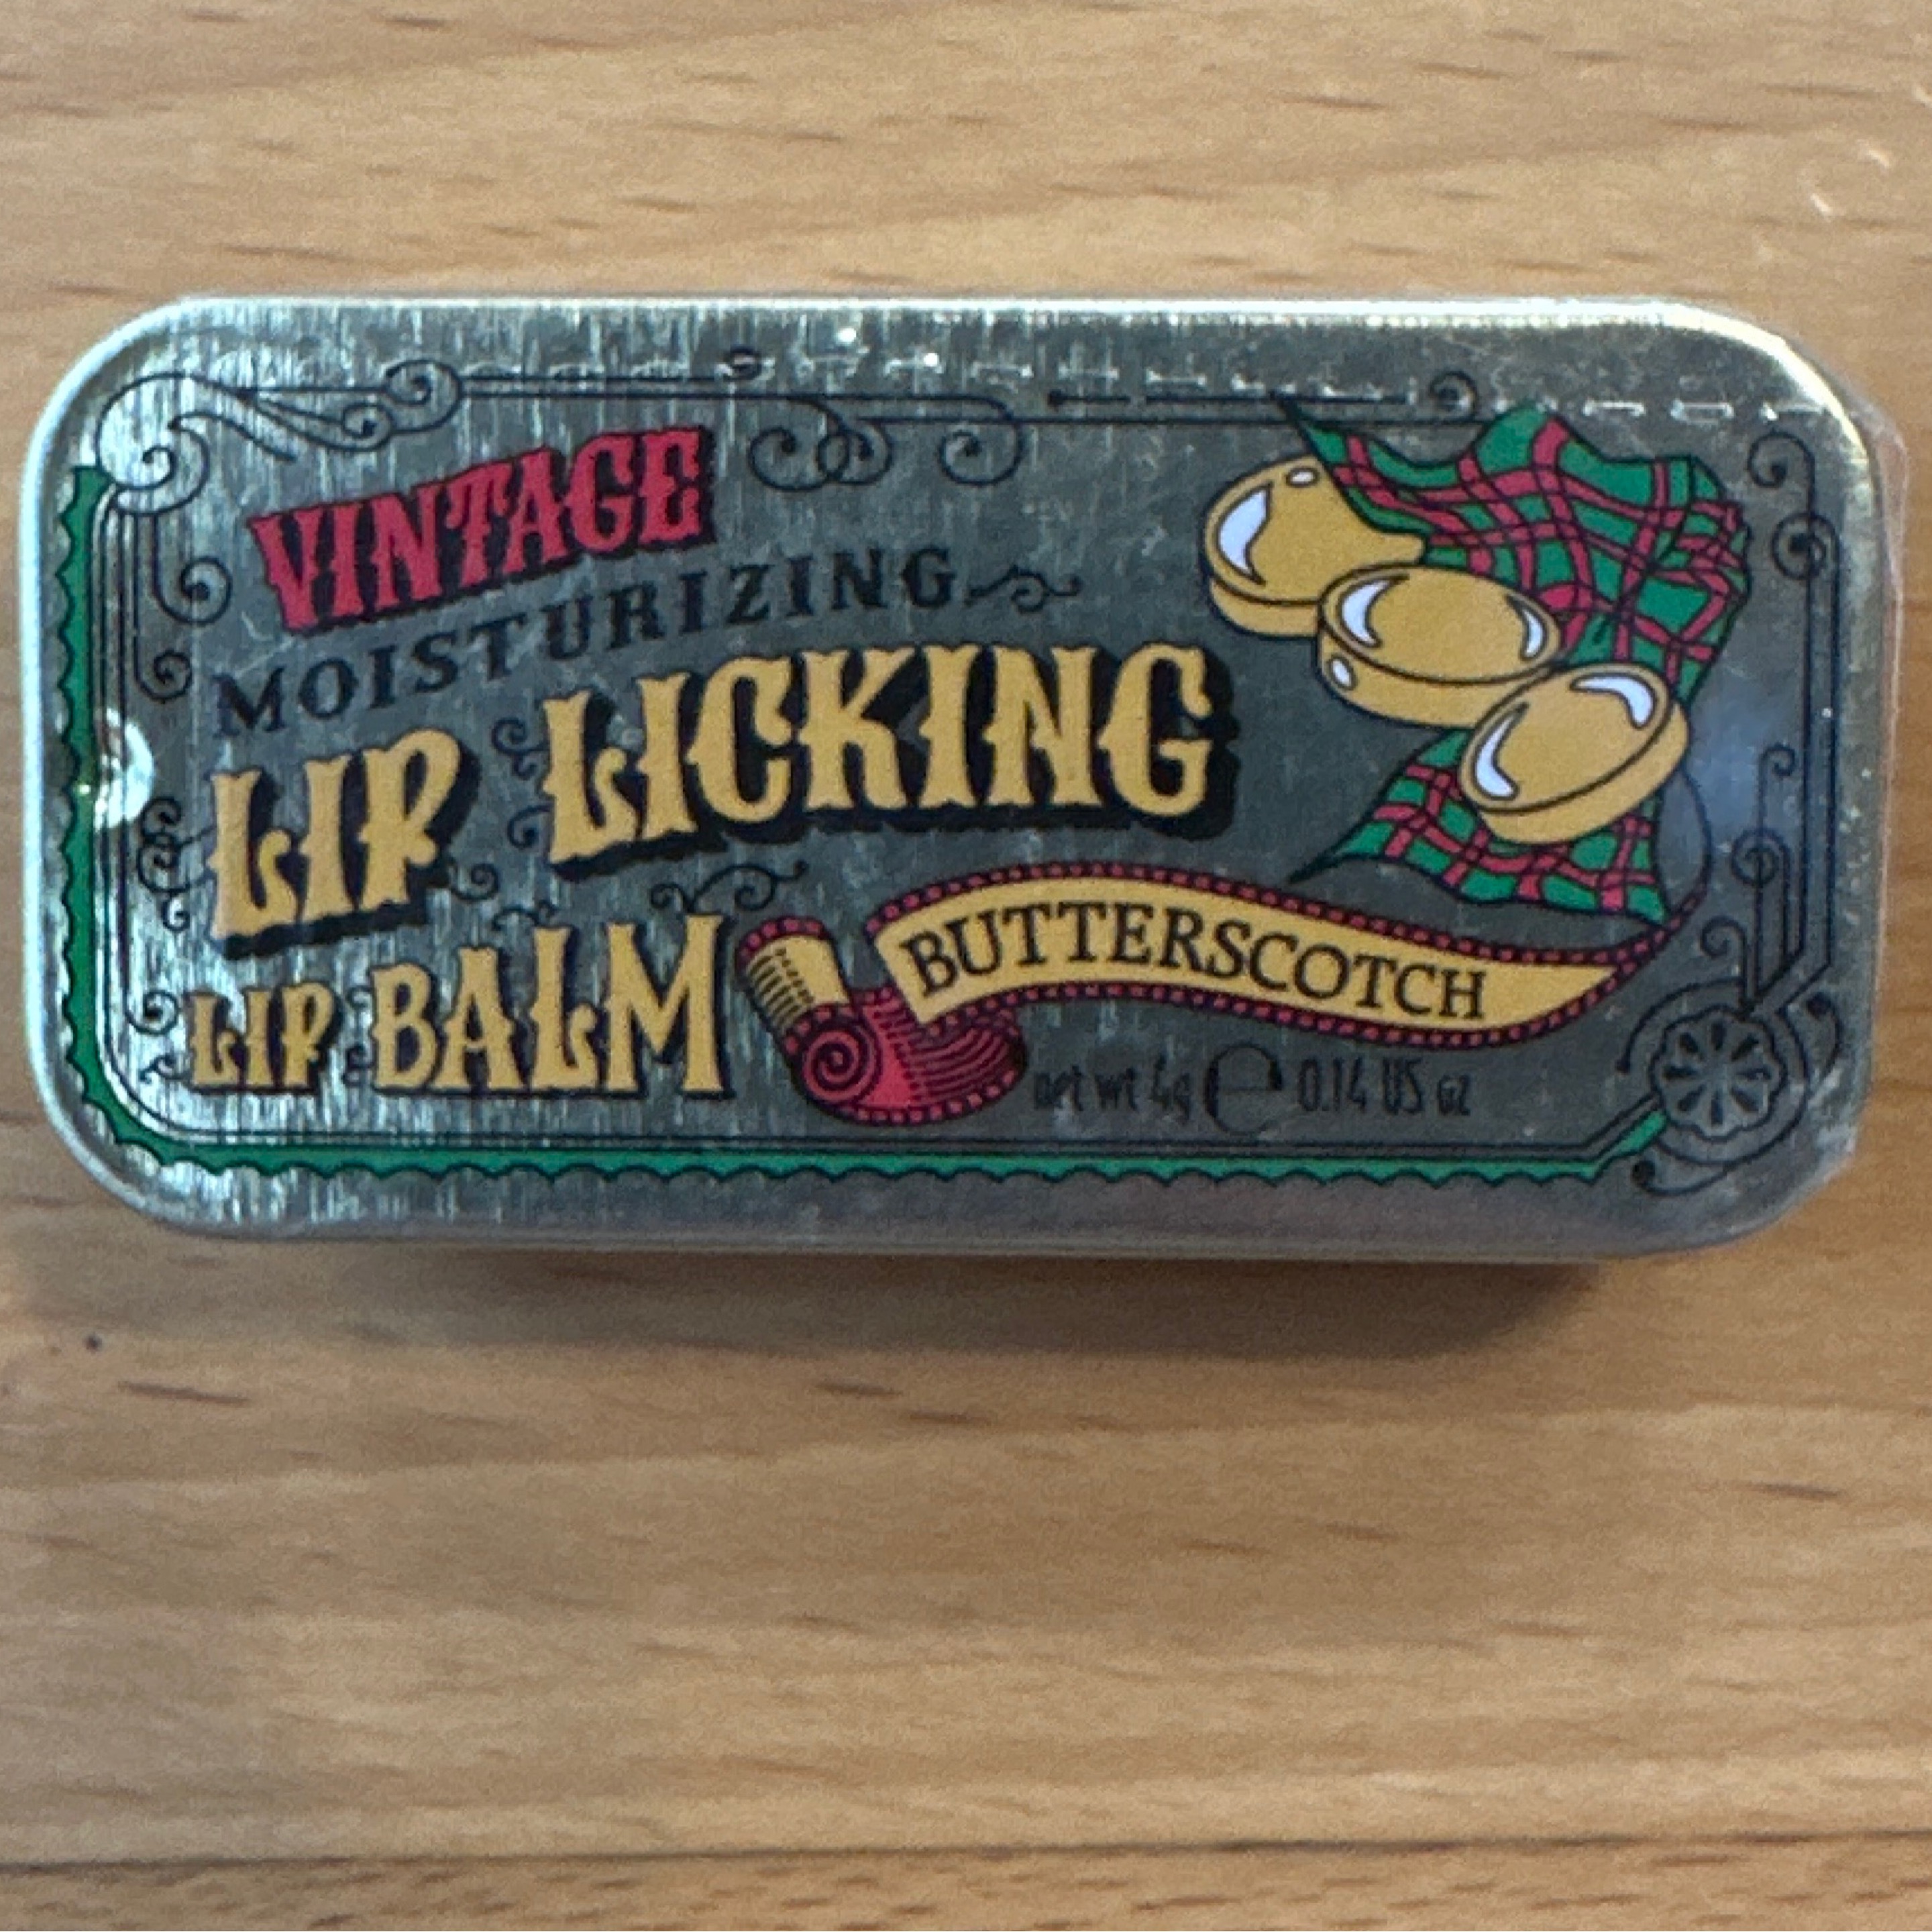 VINTAGE
MOISTURIZING
LIP LICKING
LIP BALM
BUTTERSCOTCH
net wt 4g ℮ 0.14 US oz